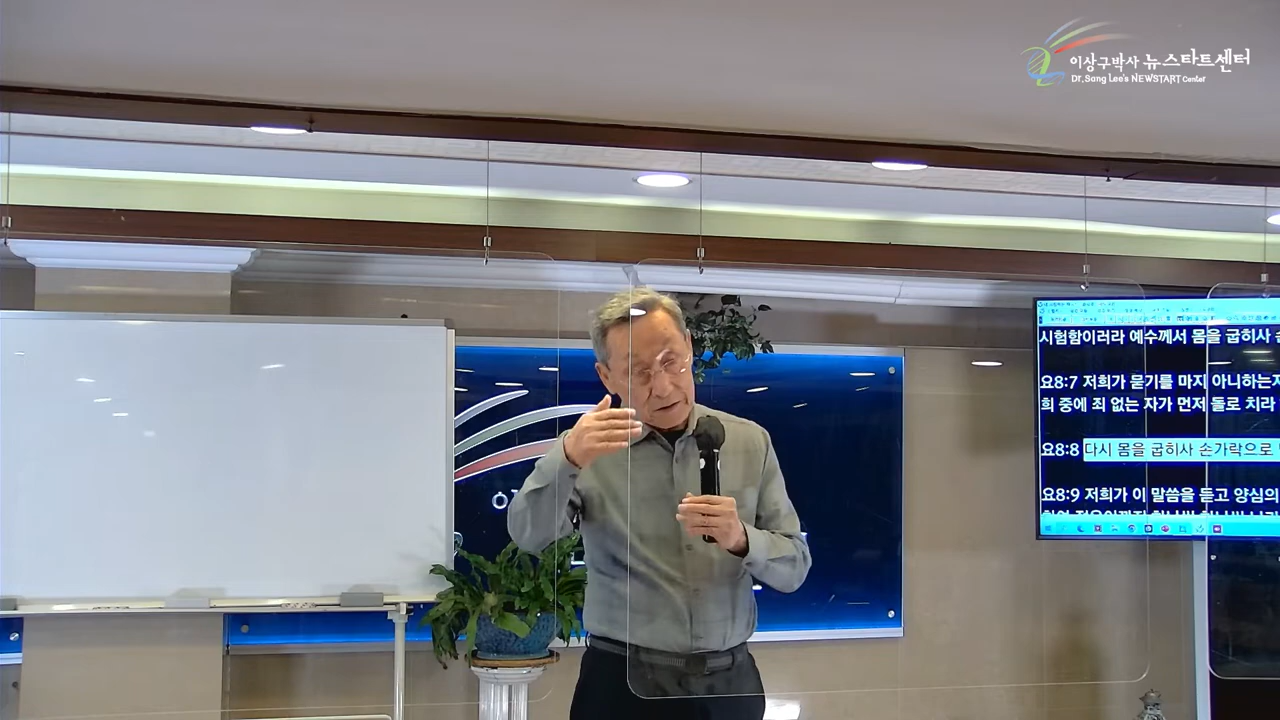 이상구박사 뉴스타트센터
Dr.Sang Lee's NEWSTART Center
시험함이러라 예수께서 몸을 굽히사
요8:7 저희가 묻기를 마지 아니하는지
희 중에 죄 없는 자가 먼저 돌로 치라
요8:8 다시 몸을 굽히사 손가락으로
요8:9 저희가 이 말씀을 듣고 양심의